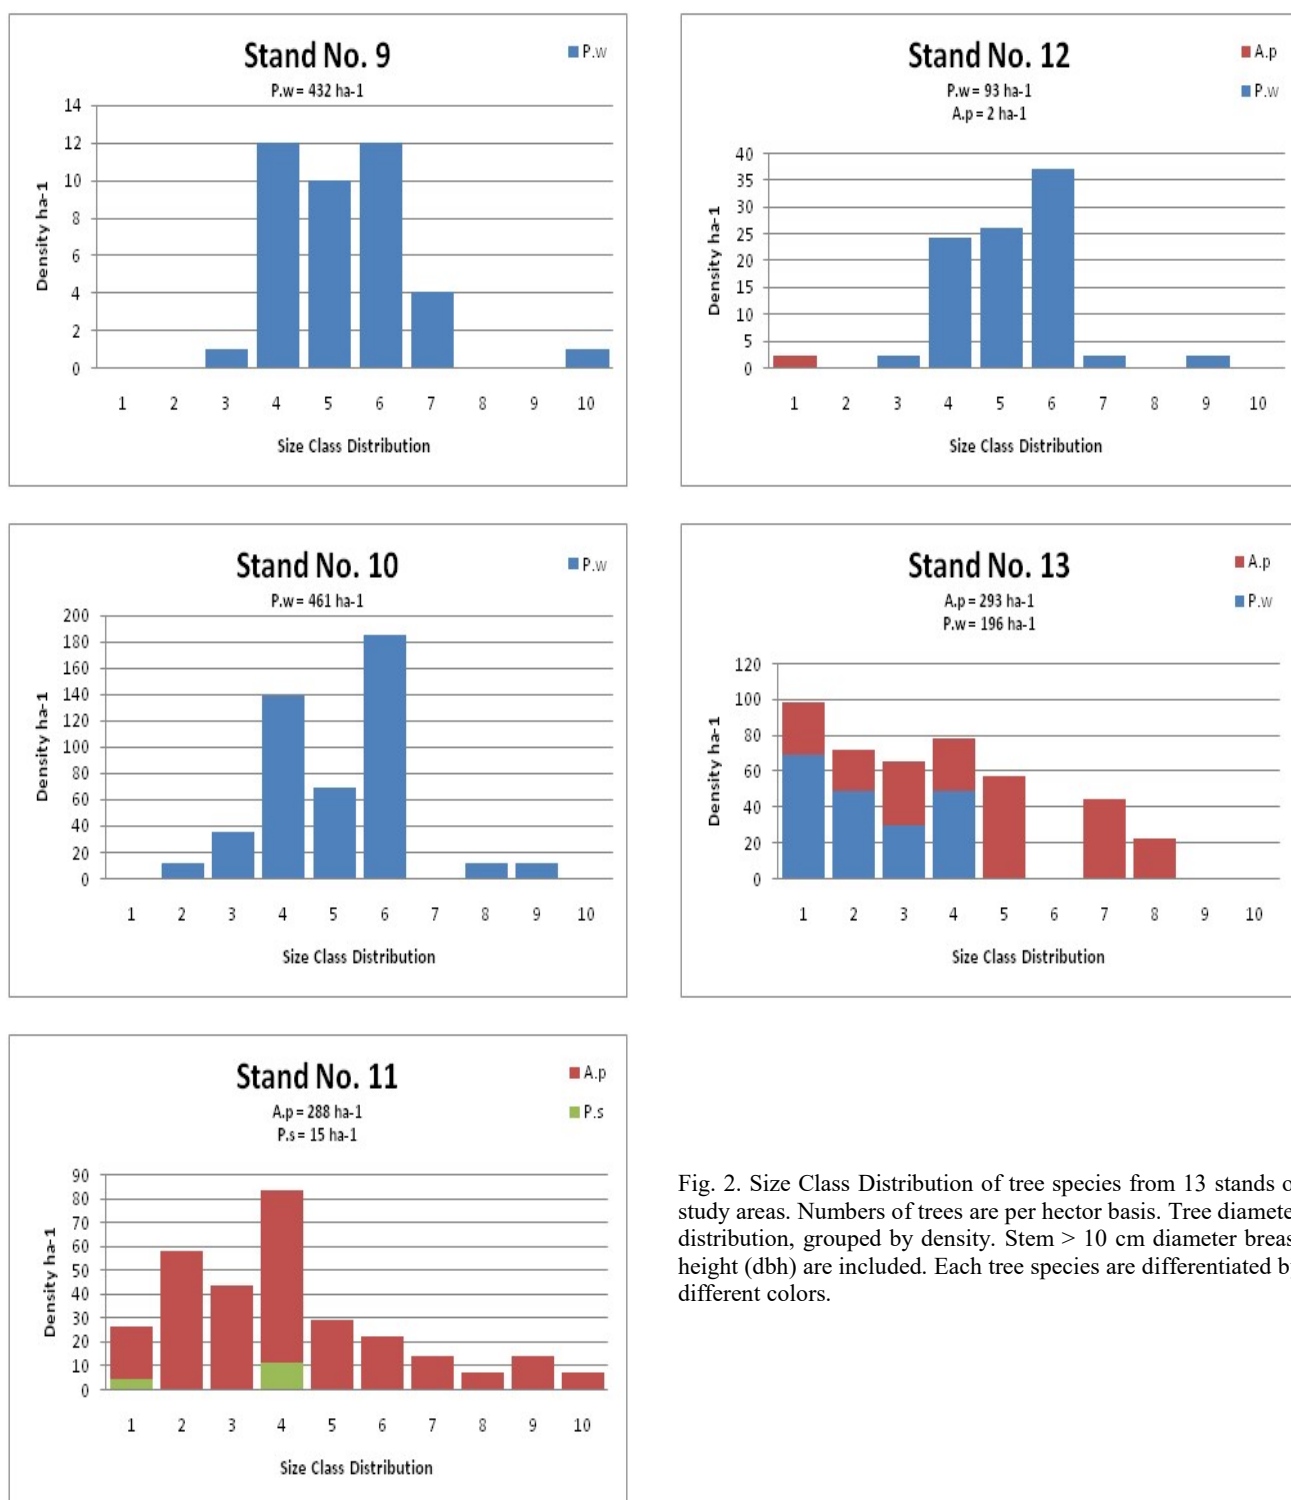 Stand No. 9
P.w
P.w = 432 ha-1
14
12
10
8
6
4
2
0
Density ha-1
1 2 3 4 5 6 7 8 9 10
Size Class Distribution
Stand No. 12
A.p
P.w
P.w = 93 ha-1
A.p = 2 ha-1
40
35
30
25
20
15
10
5
0
Density ha-1
1 2 3 4 5 6 7 8 9 10
Size Class Distribution
Stand No. 10
P.w
P.w = 461 ha-1
200
180
160
140
120
100
80
60
40
20
0
Density ha-1
1 2 3 4 5 6 7 8 9 10
Size Class Distribution
Stand No. 13
A.p
P.w
A.p = 293 ha-1
P.w = 196 ha-1
120
100
80
60
40
20
0
Density ha-1
1 2 3 4 5 6 7 8 9 10
Size Class Distribution
Stand No. 11
A.p
P.s
A.p = 288 ha-1
P.s = 15 ha-1
90
80
70
60
50
40
30
20
10
0
Density ha-1
1 2 3 4 5 6 7 8 9 10
Size Class Distribution
Fig. 2. Size Class Distribution of tree species from 13 stands o
study areas. Numbers of trees are per hector basis. Tree diamete
distribution, grouped by density. Stem > 10 cm diameter breas
height (dbh) are included. Each tree species are differentiated b
different colors.